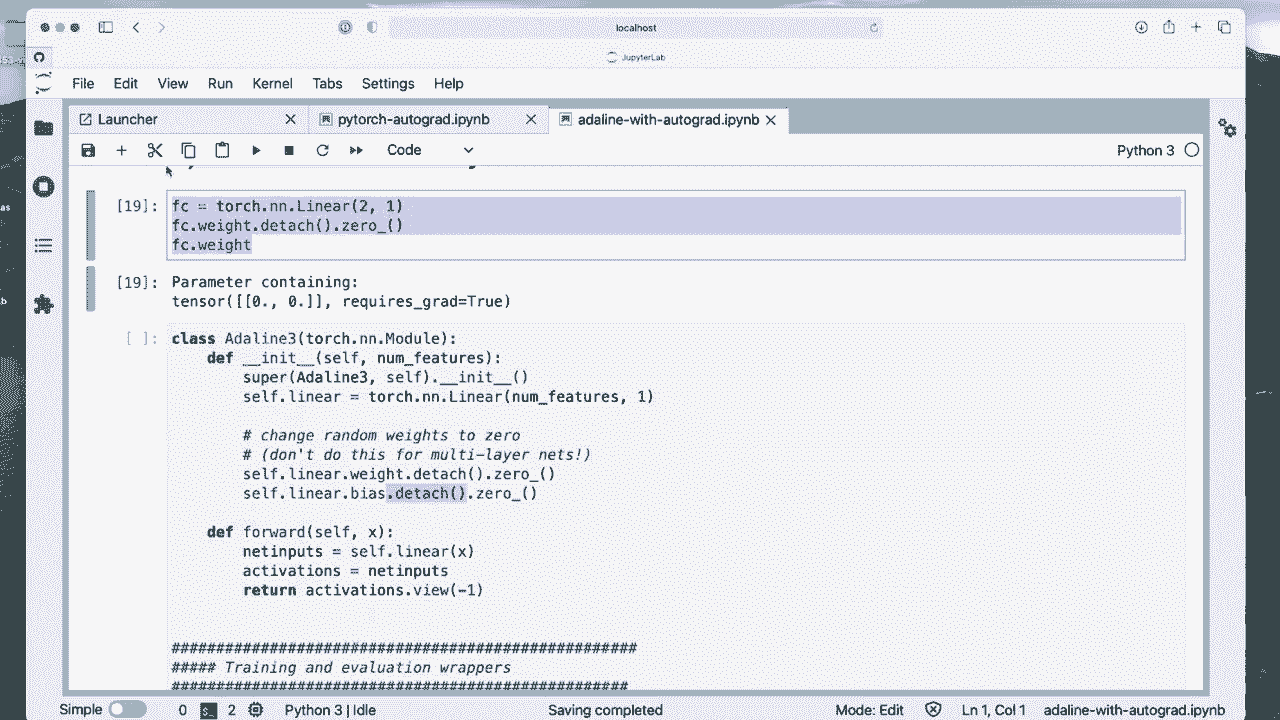 localhost
JupyterLab
File Edit View Run Kernel Tabs Settings Help
Launcher
pytorch-autograd.ipynb
adaline-with-autograd.ipynb
Code
Python 3
[19]:
fc = torch.nn.Linear(2, 1)
fc.weight.detach().zero_()
fc.weight
[19]:
Parameter containing:
tensor([[0., 0.]], requires_grad=True)
[ ]:
class Adaline3(torch.nn.Module):
    def __init__(self, num_features):
        super(Adaline3, self).__init__()
        self.linear = torch.nn.Linear(num_features, 1)
        # change random weights to zero
        # (don't do this for multi-layer nets!)
        self.linear.weight.detach().zero_()
        self.linear.bias.detach().zero_()
    def forward(self, x):
        netinputs = self.linear(x)
        activations = netinputs
        return activations.view(-1)
####################################################
##### Training and evaluation wrappers
###################################################
Simple 0 2 Python 3 | Idle Saving completed Mode: Edit Ln 1, Col 1 adaline-with-autograd.ipynb